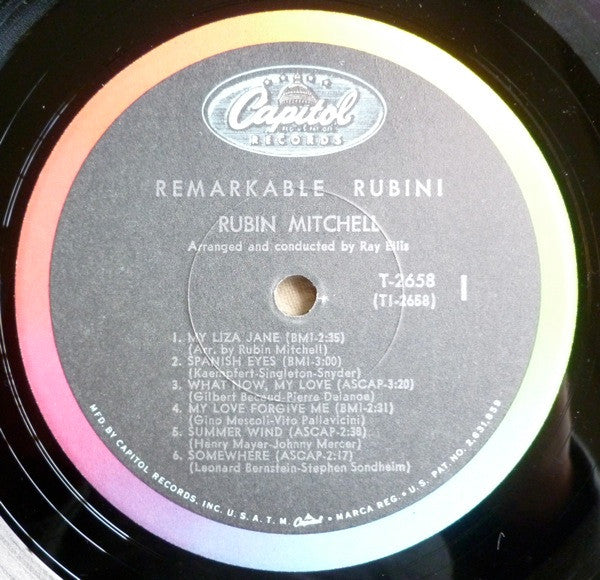 Capitol
RECORDS
REMARKABLE RUBINI
RUBIN MITCHELL
Arranged and conducted by Ray Ellis
T-2658 1
(T1-2658)
1. MY LIZA JANE (BMI-2:35)
(Arr. by Rubin Mitchell)
2. SPANISH EYES (BMI-3:00)
(Kaempfert-Singleton-Snyder)
3. WHAT NOW, MY LOVE (ASCAP-3:20)
(Gilbert Becaud-Pierre Delanoe)
4. MY LOVE FORGIVE ME (BMI-2:31)
(Gino Mescoli-Vito Pallavicini)
5. SUMMER WIND (ASCAP-2:38)
(Henry Mayer-Johnny Mercer)
6. SOMEWHERE (ASCAP-2:17)
(Leonard Bernstein-Stephen Sondheim)
MFD. BY CAPITOL RECORDS, INC. U.S.A. T.M. Capitol • MARCA REG. • U.S. PAT. NO. 2,631,859